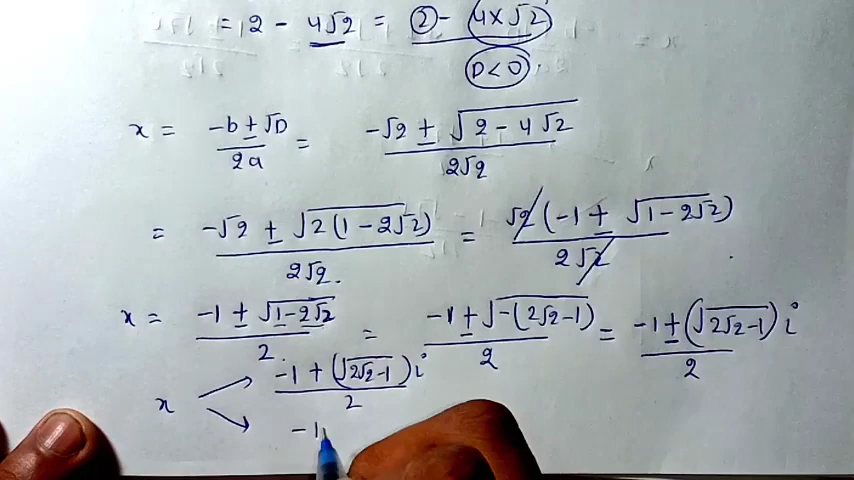 = 2 - 4√2 = 2 - 4×√2
D < 0.
x = (-b ± √D)/(2a) = (-√2 ± √(2 - 4√2))/(2√2)
= (-√2 ± √(2(1 - 2√2)))/(2√2). = (√2(-1 ± √(1 - 2√2)))/(2√2)
x = (-1 ± √(1-2√2))/2. = (-1 ± √(-(2√2-1)))/2 = (-1 ± (√(2√2-1))i)/2
x (-1 + (√(2√2-1))i)/2
-1